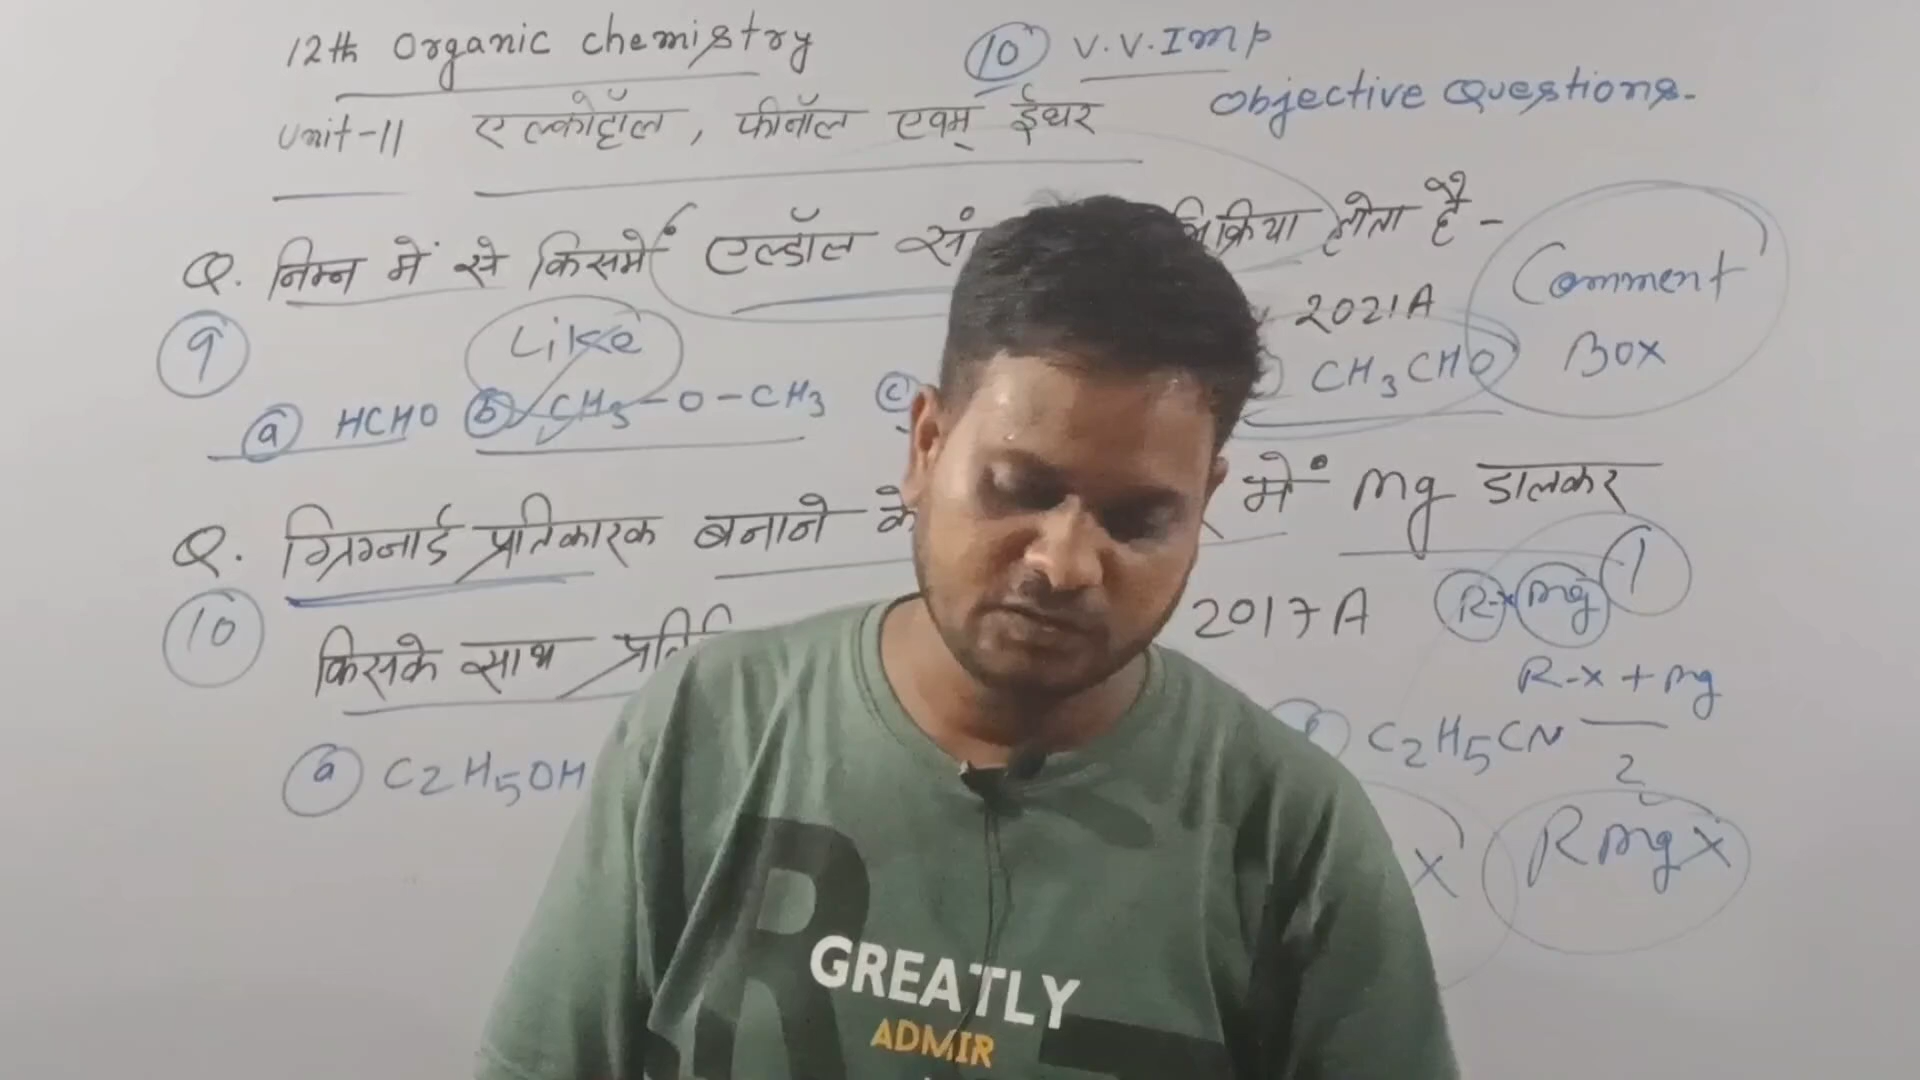 12th Organic chemistry
10 V.V.Imp
Objective Questions.
Unit-11 एल्कोहॉल, फीनॉल एवम् ईथर
Q. निम्न में से किसमें एल्डॉल होता है -
9
Like
2021A
Comment
Box
(a) HCHO (b) CH3-O-CH3 (c) CH3CHO
Q. ग्रिग्नार्ड प्रतिकारक बनाने के में Mg डालकर
10
किसके साथ 2017A
R-x Mg 1
R-x + Mg
2
(a) C2H5OH C2H5CN
x RMgx
GREATLY
ADMIR